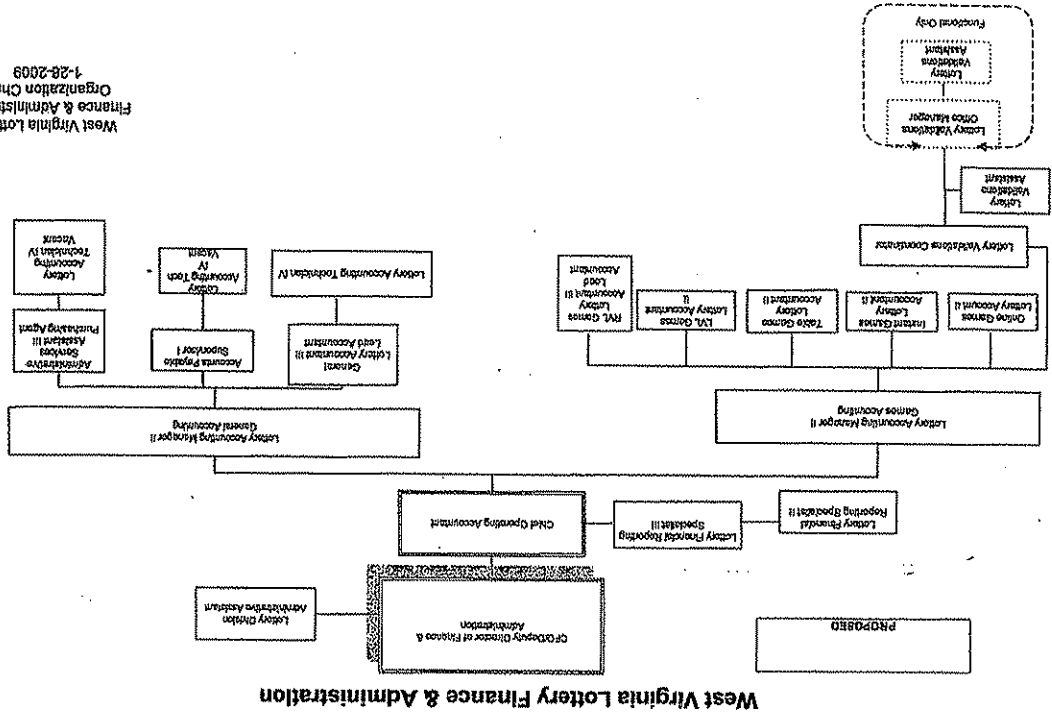 West Virginia Lottery Finance & Administration
PROPOSED
CFO/Deputy Director of Finance &
Administration
Lottery Division
Administrative Assistant
Lottery Financial
Reporting Specialist II
Lottery Financial Reporting
Specialist III
Chief Operating Accountant
Lottery Accounting Manager II
Games Accounting
Lottery Accounting Manager II
General Accounting
Online Games
Lottery Account II
Instant Games
Lottery
Accountant II
Table Games
Lottery
Accountant II
LVL Games
Lottery Accountant
II
RVL Games
Lottery
Accountant III
Lead
Accountant
General
Lottery Accountant III
Lead Accountant
Accounts Payable
Supervisor I
Administrative
Services
Assistant III
Purchasing Agent
Lottery Validations Coordinator
Lottery Accounting Technician IV
Lottery
Accounting Tech
IV
Vacant
Lottery
Accounting
Technician IV
Vacant
Lottery
Validations
Assistant
Lottery Validations
Office Manager
Lottery
Validations
Assistant
Functional Only
West Virginia Lott
Finance & Administ
Organization Ch
1-28-2009